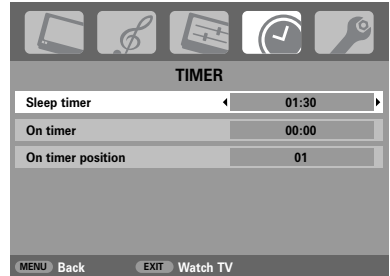 TIMER
Sleep timer 01:30
On timer 00:00
On timer position 01
MENU Back EXIT Watch TV